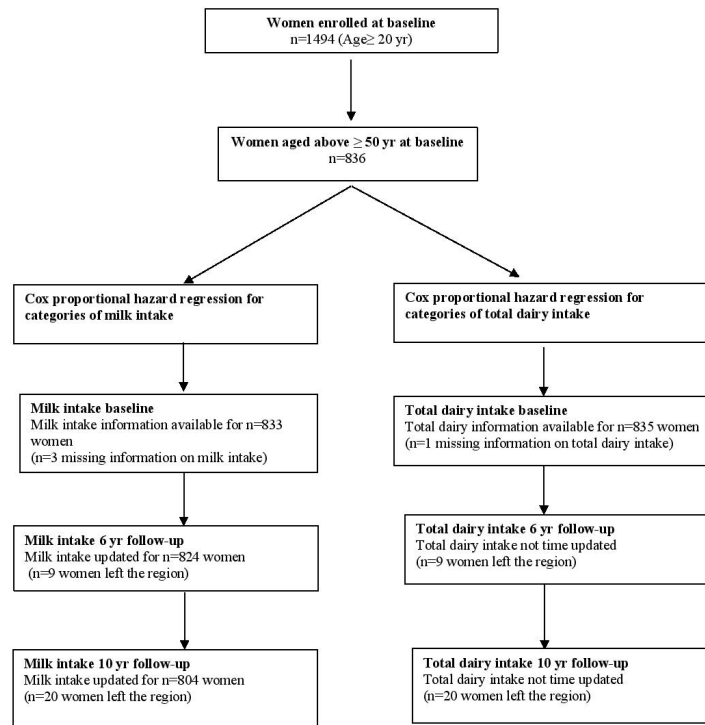 Women enrolled at baseline
n=1494 (Age≥ 20 yr)
Women aged above ≥ 50 yr at baseline
n=836
Cox proportional hazard regression for
categories of milk intake
Cox proportional hazard regression for
categories of total dairy intake
Milk intake baseline
Milk intake information available for n=833
women
(n=3 missing information on milk intake)
Total dairy intake baseline
Total dairy information available for n=835 women
(n=1 missing information on total dairy intake)
Milk intake 6 yr follow-up
Milk intake updated for n=824 women
(n=9 women left the region)
Total dairy intake 6 yr follow-up
Total dairy intake not time updated
(n=9 women left the region)
Milk intake 10 yr follow-up
Milk intake updated for n=804 women
(n=20 women left the region)
Total dairy intake 10 yr follow-up
Total dairy intake not time updated
(n=20 women left the region)